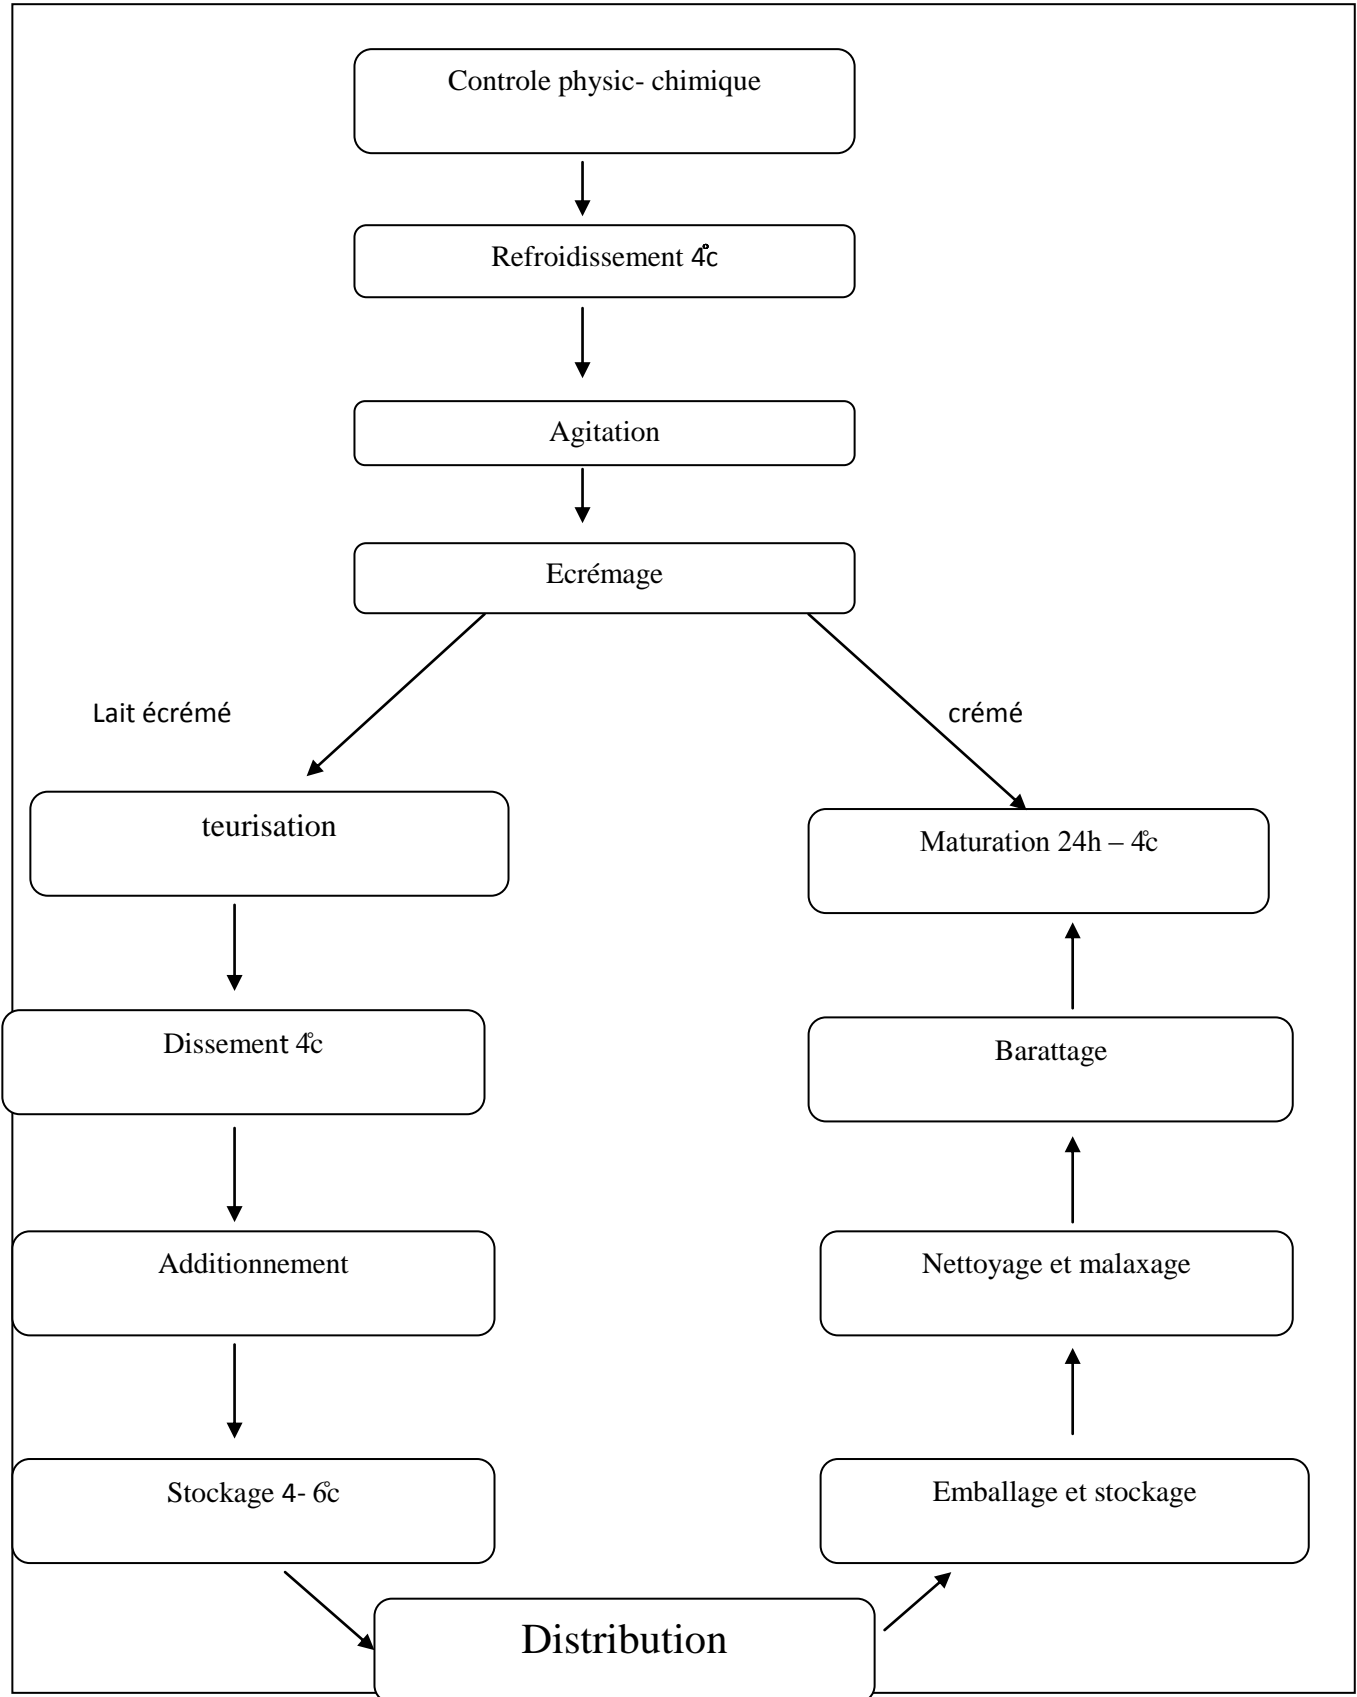 Controle physic- chimique
Refroidissement 4°c
Agitation
Ecrémage
Lait écrémé
crémé
teurisation
Maturation 24h – 4°c
Dissement 4°c
Barattage
Additionnement
Nettoyage et malaxage
Stockage 4- 6°c
Emballage et stockage
Distribution